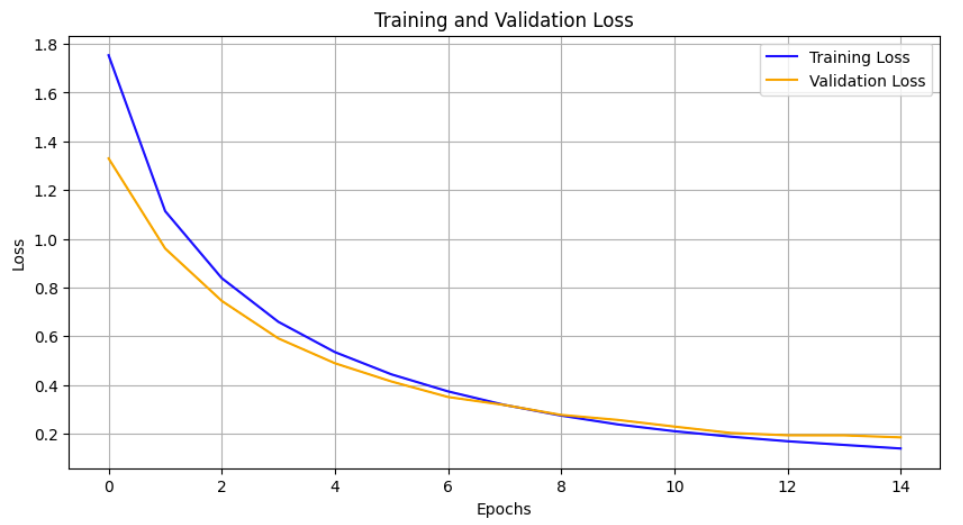 Training and Validation Loss
Training Loss
Validation Loss
1.8
1.6
1.4
1.2
1.0
0.8
0.6
0.4
0.2
Loss
0 2 4 6 8 10 12 14
Epochs